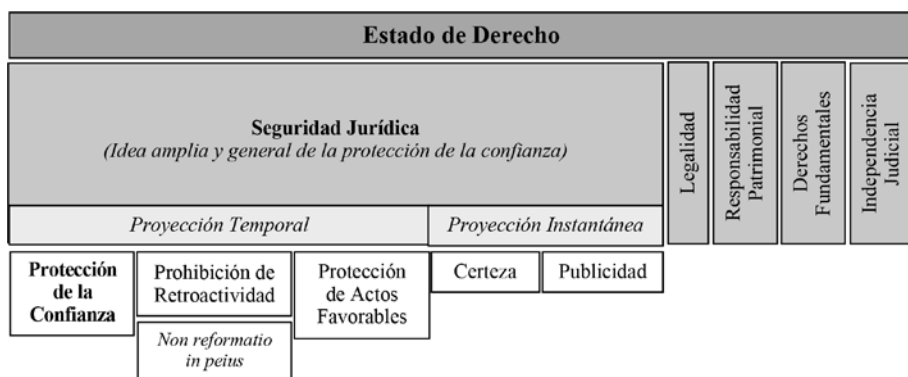 Estado de Derecho
Seguridad Jurídica
(Idea amplia y general de la protección de la confianza)
Legalidad
Responsabilidad
Patrimonial
Derechos
Fundamentales
Independencia
Judicial
Proyección Temporal
Proyección Instantánea
Protección
de la
Confianza
Prohibición de
Retroactividad
Protección
de Actos
Favorables
Certeza
Publicidad
Non reformatio
in peius